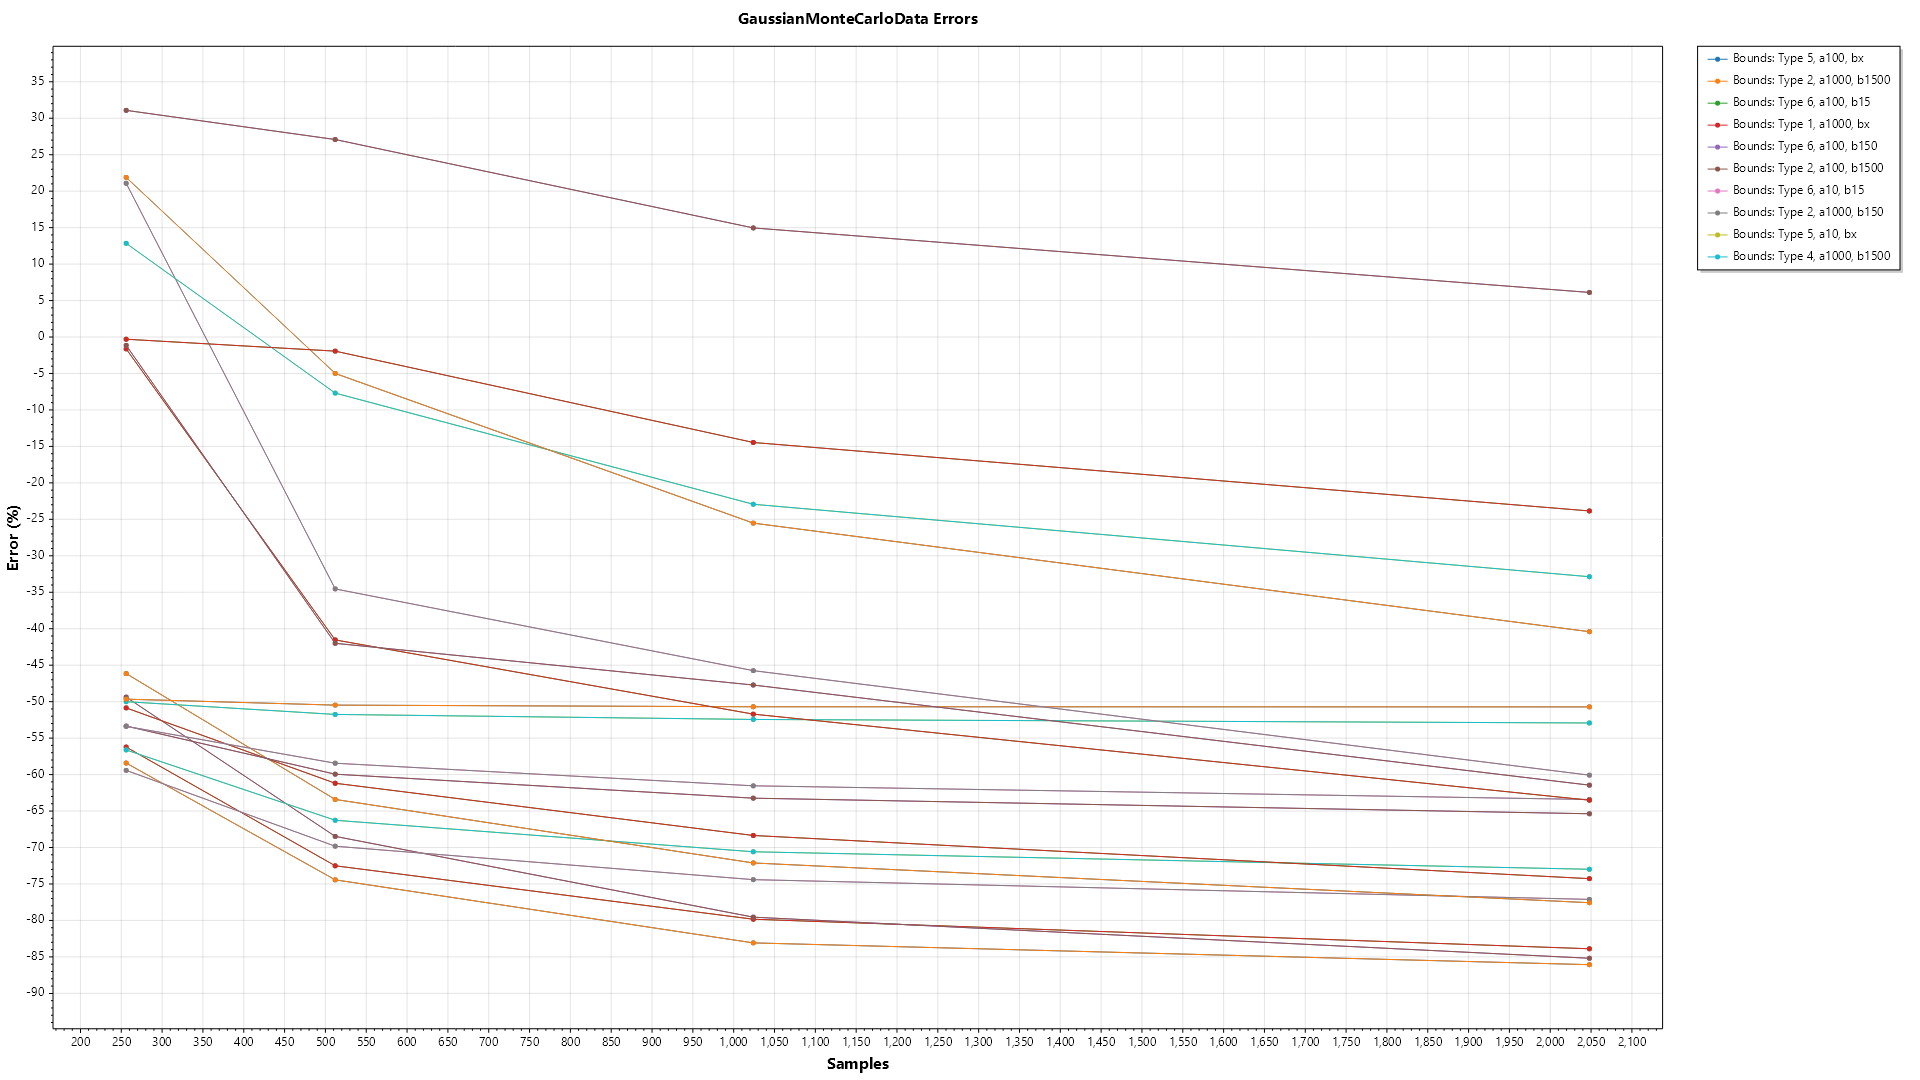 GaussianMonteCarloData Errors
Bounds: Type 5, a100, bx
Bounds: Type 2, a1000, b1500
Bounds: Type 6, a100, b15
Bounds: Type 1, a1000, bx
Bounds: Type 6, a100, b150
Bounds: Type 2, a100, b1500
Bounds: Type 6, a10, b15
Bounds: Type 2, a1000, b150
Bounds: Type 5, a10, bx
Bounds: Type 4, a1000, b1500
Error (%)
35
30
25
20
15
10
5
0
-5
-10
-15
-20
-25
-30
-35
-40
-45
-50
-55
-60
-65
-70
-75
-80
-85
-90
200 250 300 350 400 450 500 550 600 650 700 750 800 850 900 950 1,000 1,050 1,100 1,150 1,200 1,250 1,300 1,350 1,400 1,450 1,500 1,550 1,600 1,650 1,700 1,750 1,800 1,850 1,900 1,950 2,000 2,050 2,100
Samples